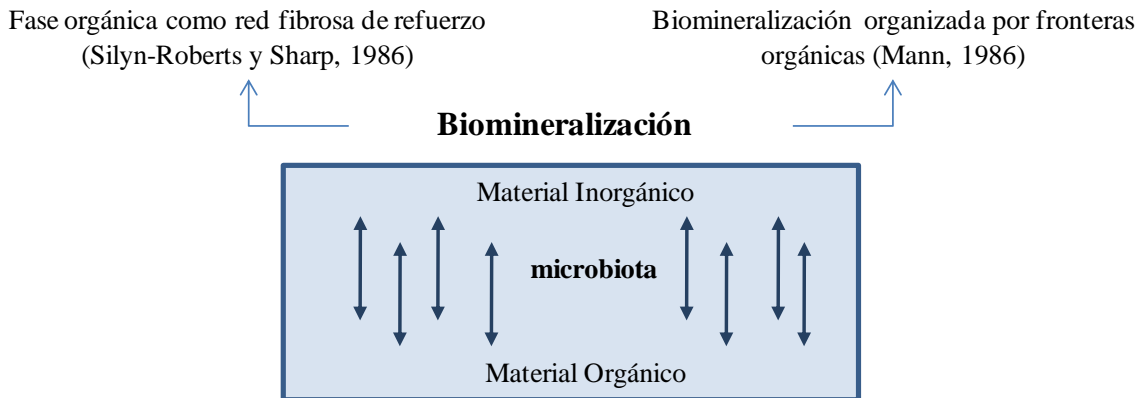 Fase orgánica como red fibrosa de refuerzo
(Silyn-Roberts y Sharp, 1986)
Biomineralización organizada por fronteras
orgánicas (Mann, 1986)
Biomineralización
Material Inorgánico
microbiota
Material Orgánico